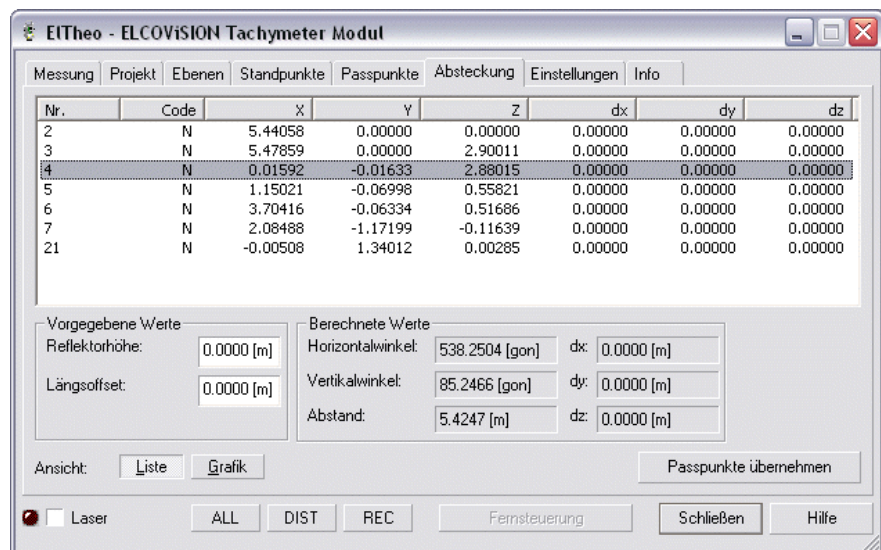 ElTheo - ELCOViSION Tachymeter Modul
Messung Projekt Ebenen Standpunkte Passpunkte Absteckung Einstellungen Info
Nr. Code X Y Z dx dy dz
2 N 5.44058 0.00000 0.00000 0.00000 0.00000 0.00000
3 N 5.47859 0.00000 2.90011 0.00000 0.00000 0.00000
4 N 0.01592 -0.01633 2.88015 0.00000 0.00000 0.00000
5 N 1.15021 -0.06998 0.55821 0.00000 0.00000 0.00000
6 N 3.70416 -0.06334 0.51686 0.00000 0.00000 0.00000
7 N 2.08488 -1.17199 -0.11639 0.00000 0.00000 0.00000
21 N -0.00508 1.34012 0.00285 0.00000 0.00000 0.00000
Vorgegebene Werte
Reflektorhöhe: 0.0000 [m]
Längsoffset: 0.0000 [m]
Berechnete Werte
Horizontalwinkel: 538.2504 [gon] dx: 0.0000 [m]
Vertikalwinkel: 85.2466 [gon] dy: 0.0000 [m]
Abstand: 5.4247 [m] dz: 0.0000 [m]
Ansicht: Liste Grafik Passpunkte übernehmen
Laser ALL DIST REC Fernsteuerung Schließen Hilfe